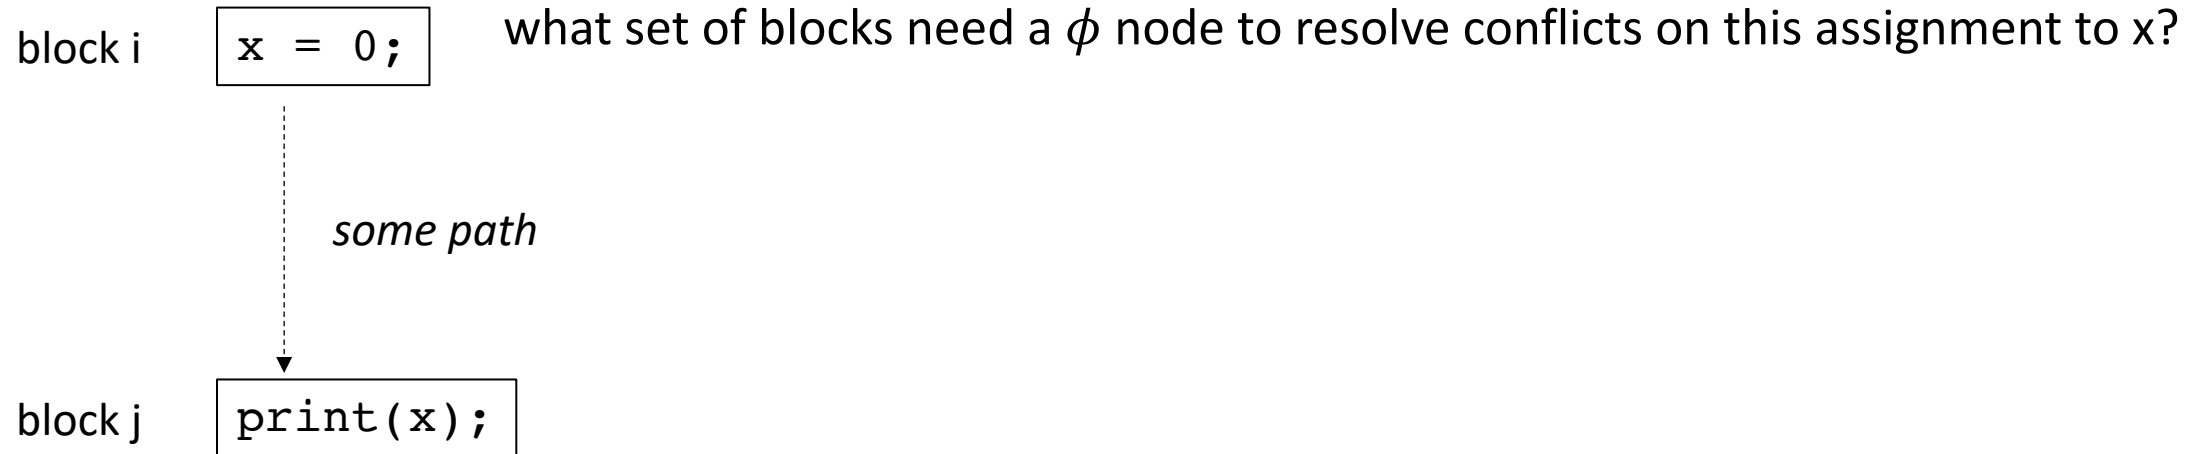 block i
x = 0;
what set of blocks need a ϕ node to resolve conflicts on this assignment to x?
some path
block j
print(x);